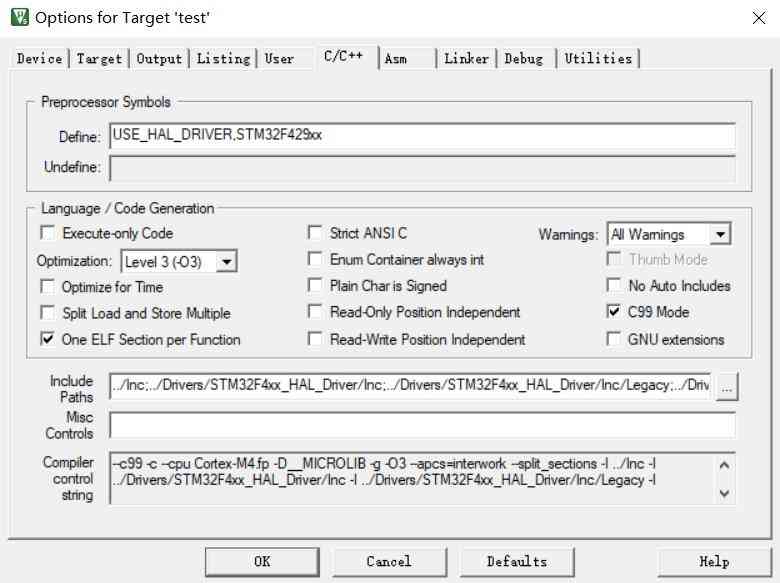 Options for Target 'test'
Device Target Output Listing User C/C++ Asm Linker Debug Utilities
Preprocessor Symbols
Define: USE_HAL_DRIVER,STM32F429xx
Undefine:
Language / Code Generation
Execute-only Code
Strict ANSI C
Warnings: All Warnings
Optimization: Level 3 (-O3)
Enum Container always int
Thumb Mode
Optimize for Time
Plain Char is Signed
No Auto Includes
Split Load and Store Multiple
Read-Only Position Independent
C99 Mode
One ELF Section per Function
Read-Write Position Independent
GNU extensions
Include
Paths
../Inc;../Drivers/STM32F4xx_HAL_Driver/Inc;../Drivers/STM32F4xx_HAL_Driver/Inc/Legacy;../Driv
...
Misc
Controls
Compiler
control
string
--c99 -c --cpu Cortex-M4.fp -D__MICROLIB -g -O3 --apcs=interwork --split_sections -I ../Inc -I
../Drivers/STM32F4xx_HAL_Driver/Inc -I ../Drivers/STM32F4xx_HAL_Driver/Inc/Legacy -I
OK Cancel Defaults Help